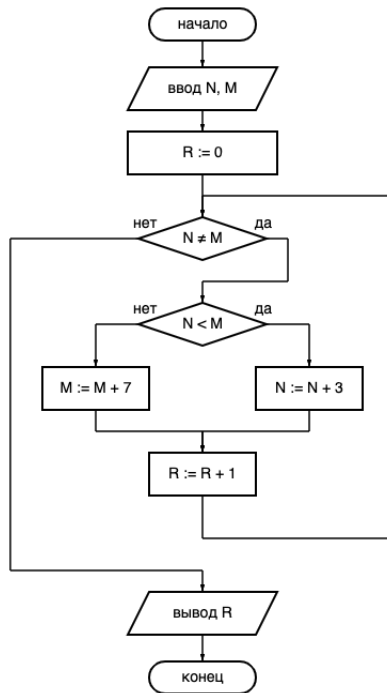 начало
ввод N, M
R := 0
нет
да
N ≠ M
нет
да
N < M
M := M + 7
N := N + 3
R := R + 1
вывод R
конец